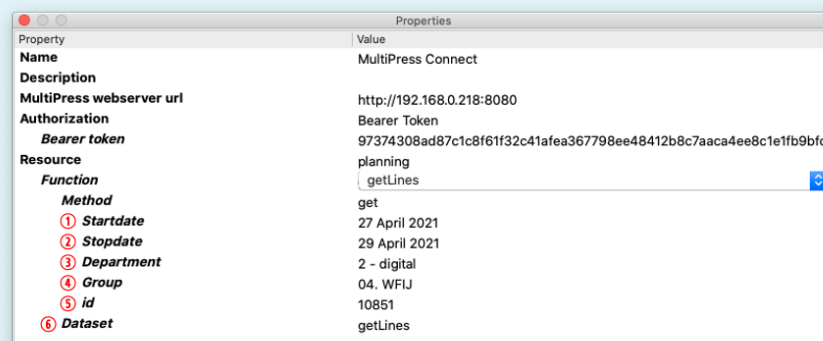 Properties
Property Value
Name MultiPress Connect
Description
MultiPress webserver url http://192.168.0.218:8080
Authorization Bearer Token
Bearer token 97374308ad87c1c8f61f32c41afea367798ee48412b8c7aaca4ee8c1e1fb9bfc
Resource planning
Function getLines
Method get
① Startdate 27 April 2021
② Stopdate 29 April 2021
③ Department 2 - digital
④ Group 04. WFIJ
⑤ id 10851
⑥ Dataset getLines